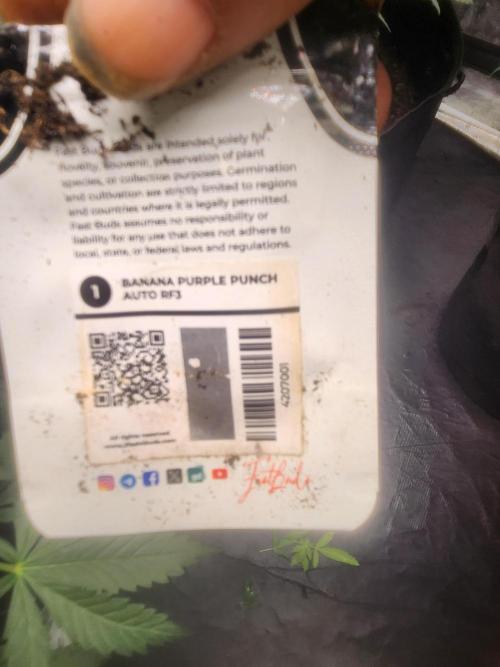 Fast Buds are intended solely for
novelty, souvenir, preservation of plant
species, or collection purposes. Germination
and cultivation are strictly limited to regions
and countries where it is legally permitted.
Fast Buds assumes no responsibility or
liability for any use that does not adhere to
local, state, or federal laws and regulations.
1
BANANA PURPLE PUNCH
AUTO RF3
4207001
All rights reserved
FastBuds